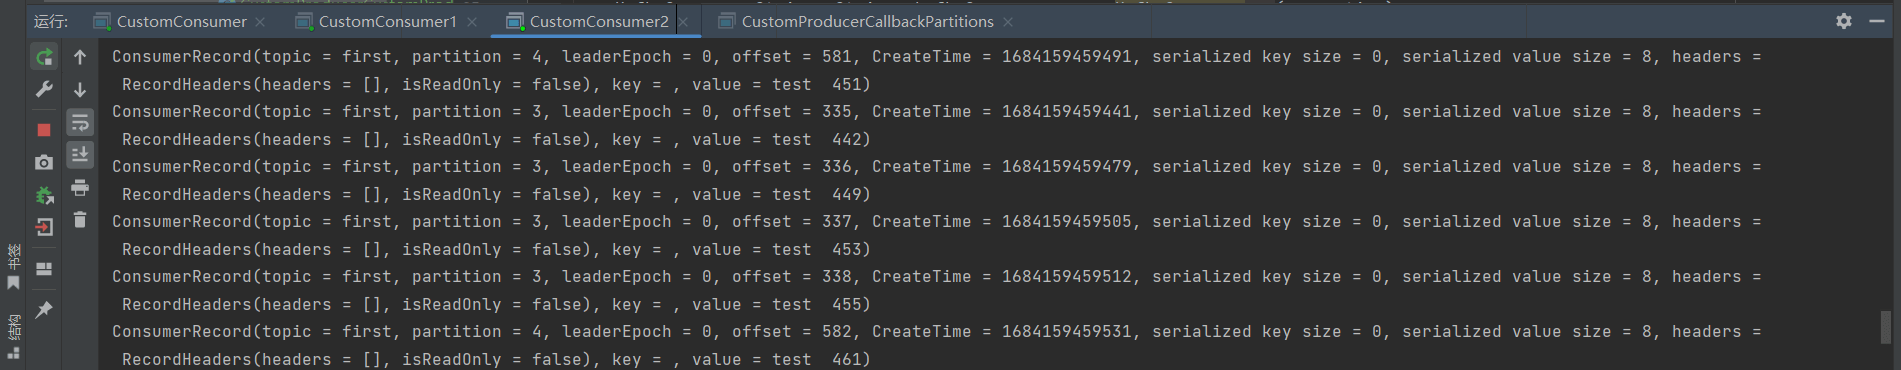 运行: CustomConsumer CustomConsumer1 CustomConsumer2 CustomProducerCallbackPartitions
ConsumerRecord(topic = first, partition = 4, leaderEpoch = 0, offset = 581, CreateTime = 1684159459491, serialized key size = 0, serialized value size = 8, headers =
RecordHeaders(headers = [], isReadOnly = false), key = , value = test  451)
ConsumerRecord(topic = first, partition = 3, leaderEpoch = 0, offset = 335, CreateTime = 1684159459441, serialized key size = 0, serialized value size = 8, headers =
RecordHeaders(headers = [], isReadOnly = false), key = , value = test  442)
ConsumerRecord(topic = first, partition = 3, leaderEpoch = 0, offset = 336, CreateTime = 1684159459479, serialized key size = 0, serialized value size = 8, headers =
RecordHeaders(headers = [], isReadOnly = false), key = , value = test  449)
ConsumerRecord(topic = first, partition = 3, leaderEpoch = 0, offset = 337, CreateTime = 1684159459505, serialized key size = 0, serialized value size = 8, headers =
RecordHeaders(headers = [], isReadOnly = false), key = , value = test  453)
ConsumerRecord(topic = first, partition = 3, leaderEpoch = 0, offset = 338, CreateTime = 1684159459512, serialized key size = 0, serialized value size = 8, headers =
RecordHeaders(headers = [], isReadOnly = false), key = , value = test  455)
ConsumerRecord(topic = first, partition = 4, leaderEpoch = 0, offset = 582, CreateTime = 1684159459531, serialized key size = 0, serialized value size = 8, headers =
RecordHeaders(headers = [], isReadOnly = false), key = , value = test  461)
书签
结构